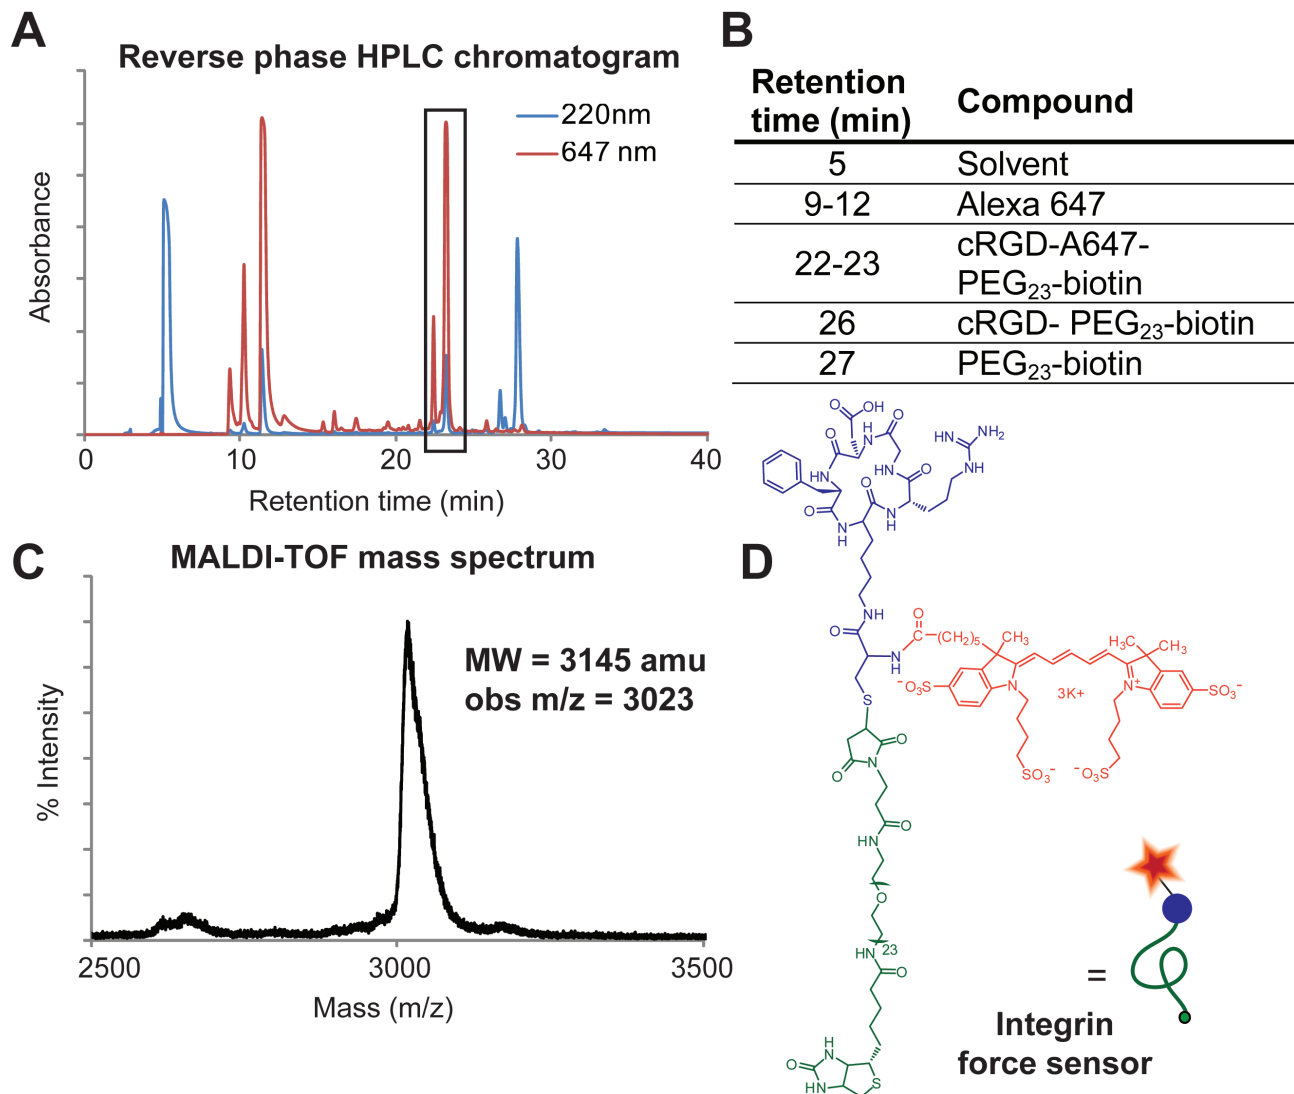 A
Reverse phase HPLC chromatogram
220nm
647 nm
Absorbance
0
10
20
30
40
Retention time (min)
B
Retention time (min)
Compound
5
Solvent
9-12
Alexa 647
22-23
cRGD-A647-
PEG23-biotin
26
cRGD- PEG23-biotin
27
PEG23-biotin
C
MALDI-TOF mass spectrum
MW = 3145 amu
obs m/z = 3023
% Intensity
2500
3000
3500
Mass (m/z)
D
O
OH
O
H
N
O
HN
NH2
NH
HN
O
HN
O
O
N
H
N
H
NH
O
O
N
H
(CH2)5
CH3
H3C
CH3
CH3
-O3S
N
3K+
N+
SO3-
SO3-
-O3S
S
O
O
N
O
HN
O
23
HN
O
H
N
O
HN
S
=
Integrin
force sensor